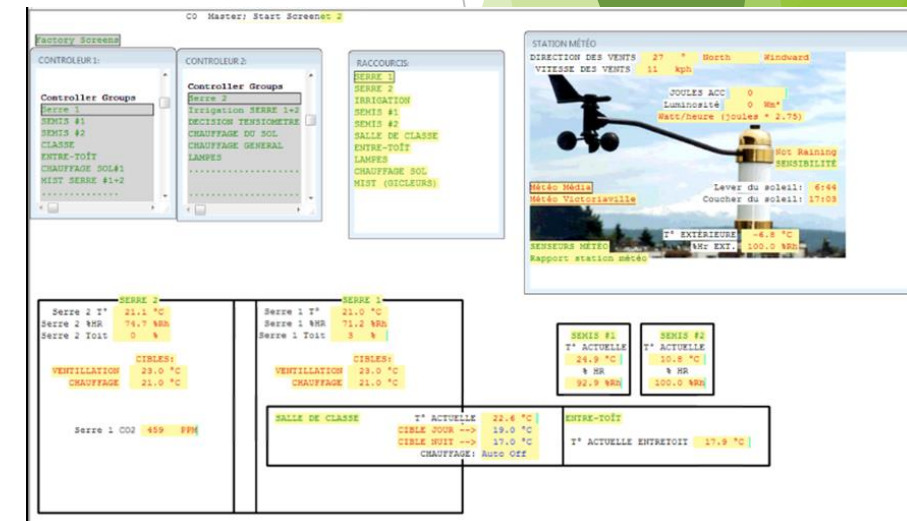 CO Master: Start Screenet 2
Factory Screens
CONTROLEUR 1:
Controller Groups
Serre 1
SEMIS #1
SEMIS #2
CLASSE
ENTRE-TOÎT
CHAUFFAGE SOL#1
MIST SERRE #1+2
..............
CONTROLEUR 2:
Controller Groups
Serre 2
Irrigation SERRE 1+2
DECISION TENSIOMETRE
CHAUFFAGE DU SOL
CHAUFFAGE GENERAL
LAMPES
RACCOURCIS:
SERRE 1
SERRE 2
IRRIGATION
SEMIS #1
SEMIS #2
SALLE DE CLASSE
ENTRE-TOÎT
LAMPES
CHAUFFAGE SOL
MIST (GICLEURS)
STATION MÉTÉO
DIRECTION DES VENTS 27 ° North Windward
VITESSE DES VENTS 11 kph
JOULES ACC 0
Luminosité 0 Wm²
Watt/heure (joules * 2.75)
Not Raining
SENSIBILITÉ
Météo Média
Météo Victoriaville
Lever du soleil: 6:44
Coucher du soleil: 17:03
T° EXTÉRIEURE -6.5 °C
SENSEURS MÉTÉO %Hr EXT. 100.0 %Rh
Rapport station météo
SERRE 2
Serre 2 T° 21.1 °C
Serre 2 %HR 74.7 %Rh
Serre 2 Toit 0 %
CIBLES:
VENTILLATION 23.0 °C
CHAUFFAGE 21.0 °C
Serre 1 CO2 459 PPM
SERRE 1
Serre 1 T° 21.0 °C
Serre 1 %HR 71.2 %Rh
Serre 1 Toit 3 %
CIBLES:
VENTILLATION 23.0 °C
CHAUFFAGE 21.0 °C
SEMIS #1
T° ACTUELLE
24.9 °C
% HR
92.9 %Rh
SEMIS #2
T° ACTUELLE
10.8 °C
% HR
100.0 %Rh
SALLE DE CLASSE T° ACTUELLE 22.6 °C
CIBLE JOUR --> 19.0 °C
CIBLE NUIT --> 17.0 °C
CHAUFFAGE: Auto Off
ENTRE-TOÎT
T° ACTUELLE ENTRETOIT 17.9 °C